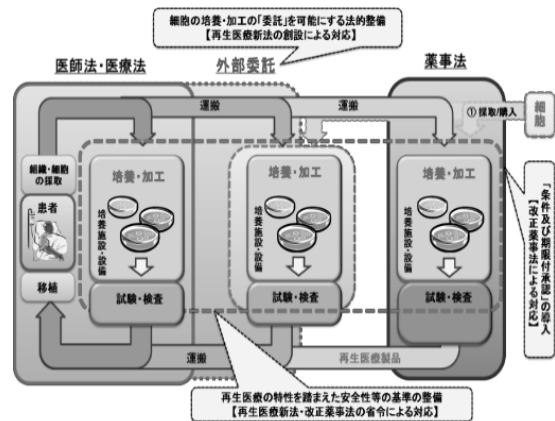 細胞の培養・加工の「委託」を可能にする法的整備
【再生医療新法の創設による対応】
医師法・医療法
外部委託
薬事法
運搬
運搬
①採取/購入
細胞
組織・細胞
の採取
患者
移植
培養・加工
培養施設・設備
試験・検査
培養・加工
培養施設・設備
試験・検査
培養・加工
培養施設・設備
試験・検査
「条件及び期限付承認」の導入
【改正薬事法による対応】
運搬
再生医療製品
再生医療の特性を踏まえた安全性等の基準の整備
【再生医療新法・改正薬事法の省令による対応】